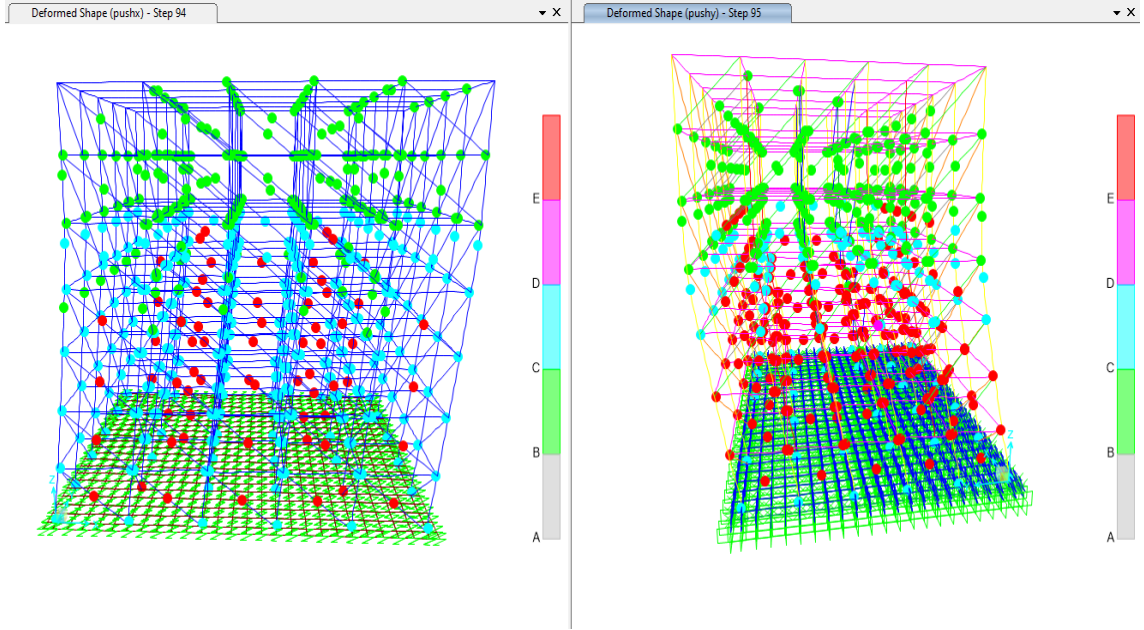 Deformed Shape (pushx) - Step 94
X
E
D
C
B
A
Z
Deformed Shape (pushy) - Step 95
X
E
D
C
B
A
Z